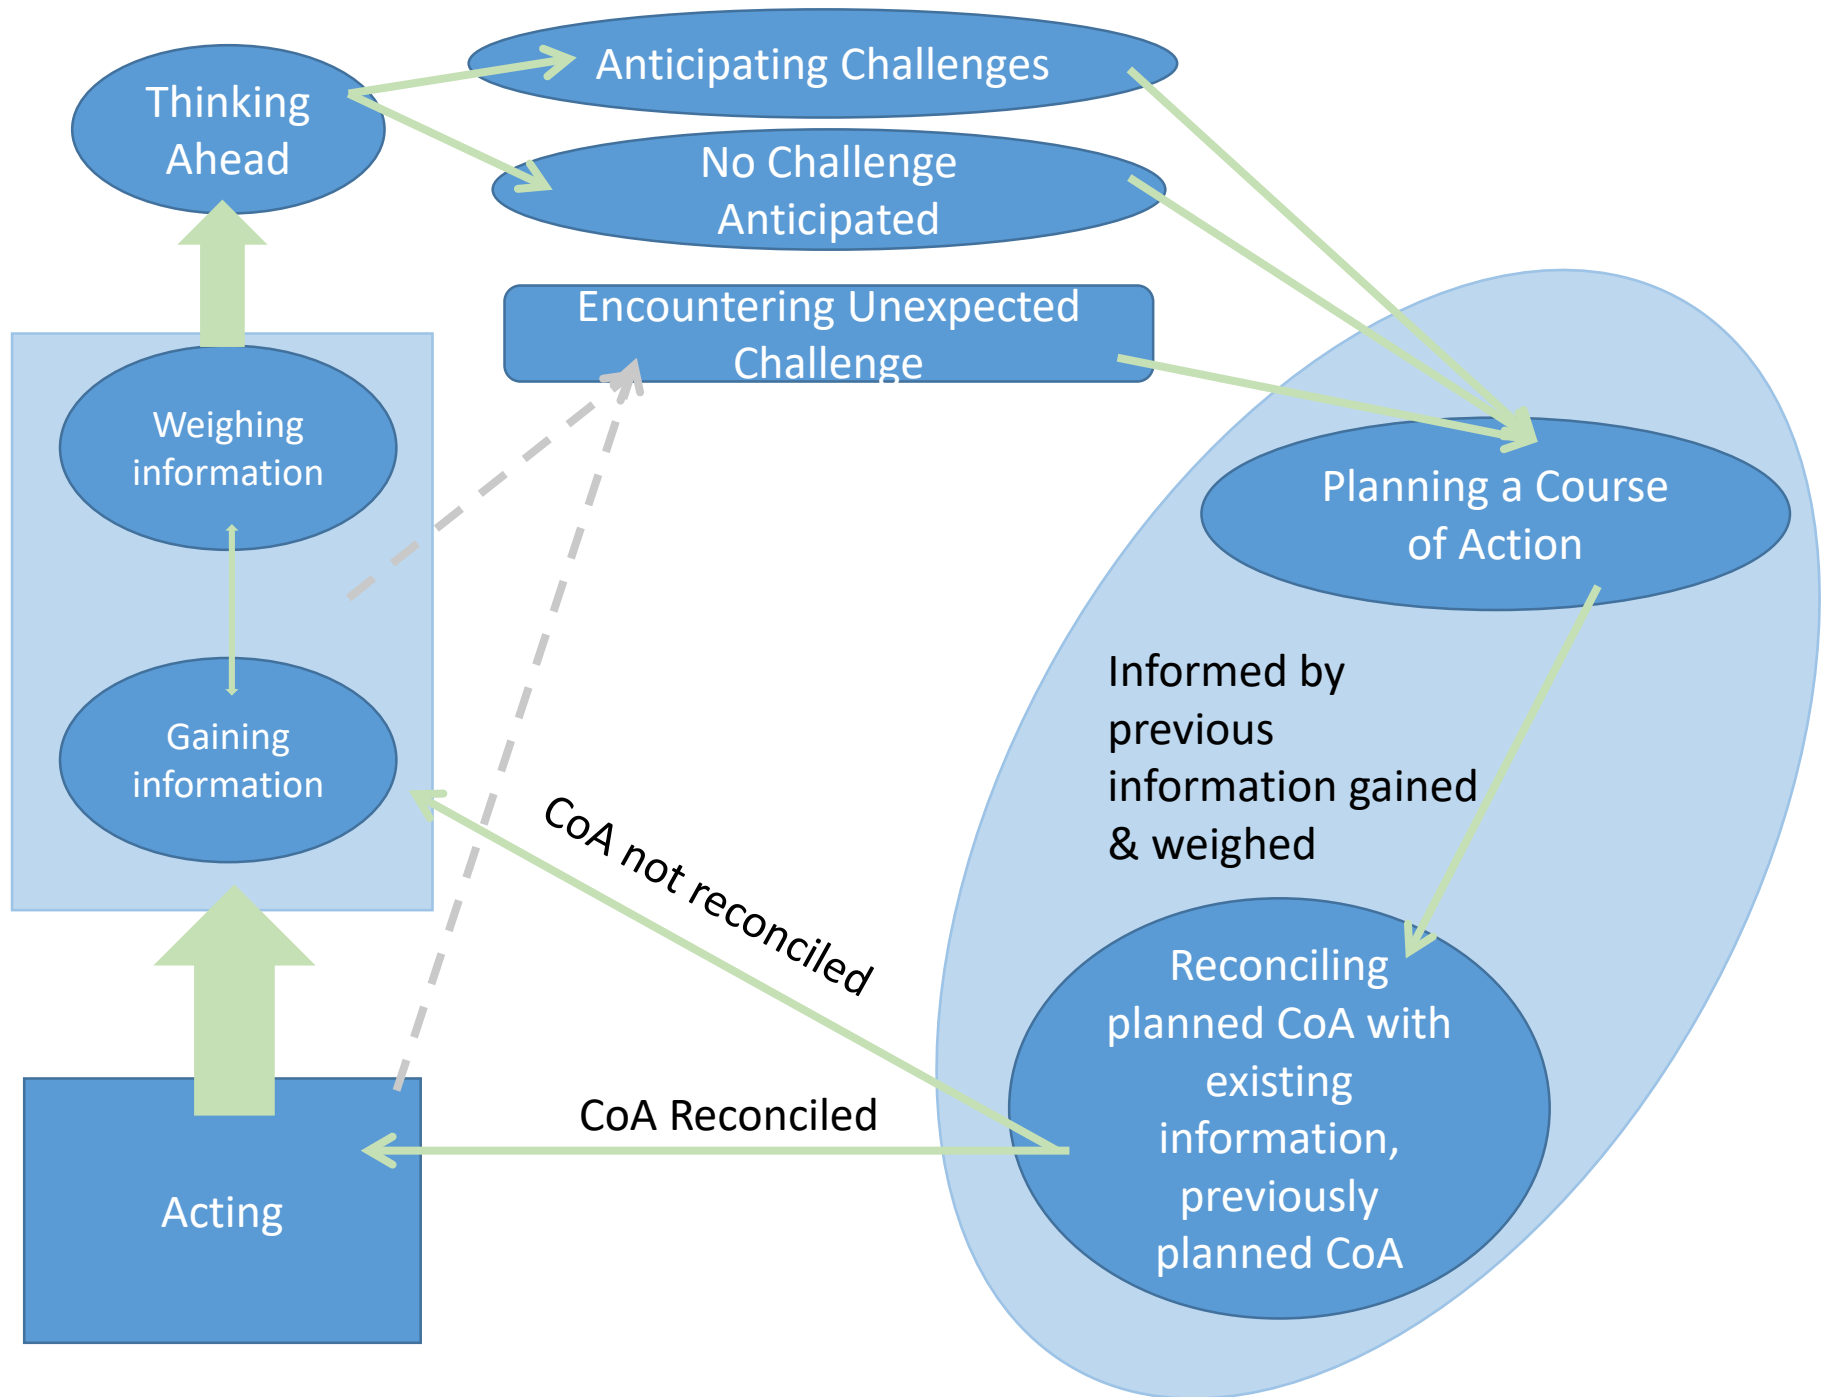 Anticipating Challenges
Thinking
Ahead
No Challenge
Anticipated
Encountering Unexpected
Challenge
Weighing
information
Planning a Course
of Action
Informed by
previous
information gained
& weighed
Gaining
information
CoA not reconciled
Reconciling
planned CoA with
existing
information,
previously
planned CoA
CoA Reconciled
Acting